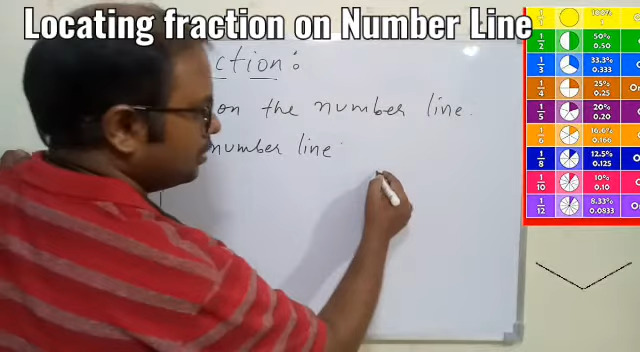 Locating fraction on Number Line
ction :
on the number line.
number line.
1/1 100% 1
1/2 50% 0.50
1/3 33.3% 0.333
1/4 25% 0.25
1/5 20% 0.20
1/6 16.6% 0.166
1/8 12.5% 0.125
1/10 10% 0.10
1/12 8.33% 0.0833